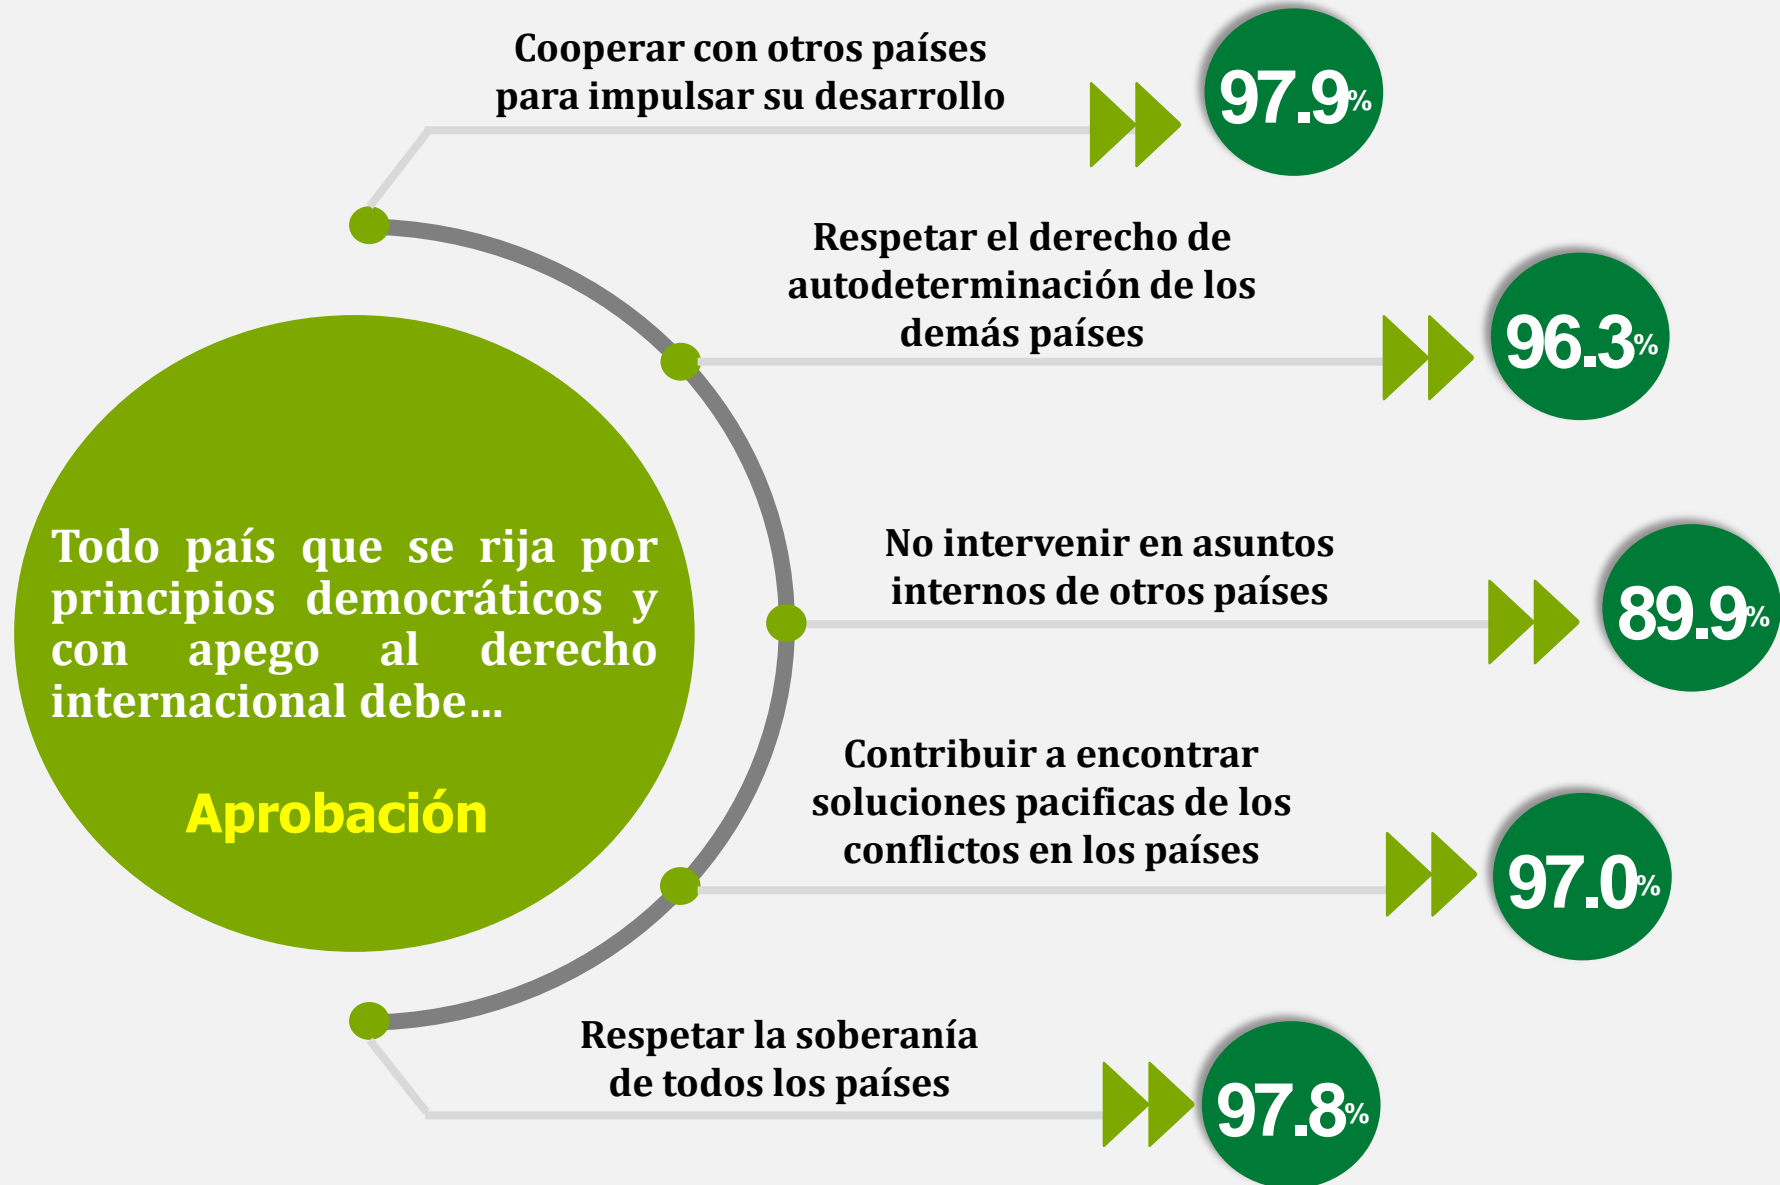 Cooperar con otros países
para impulsar su desarrollo
97.9%
Respetar el derecho de
autodeterminación de los
demás países
96.3%
Todo país que se rija por
principios democráticos y
con apego al derecho
internacional debe...
Aprobación
No intervenir en asuntos
internos de otros países
89.9%
Contribuir a encontrar
soluciones pacificas de los
conflictos en los países
97.0%
Respetar la soberanía
de todos los países
97.8%